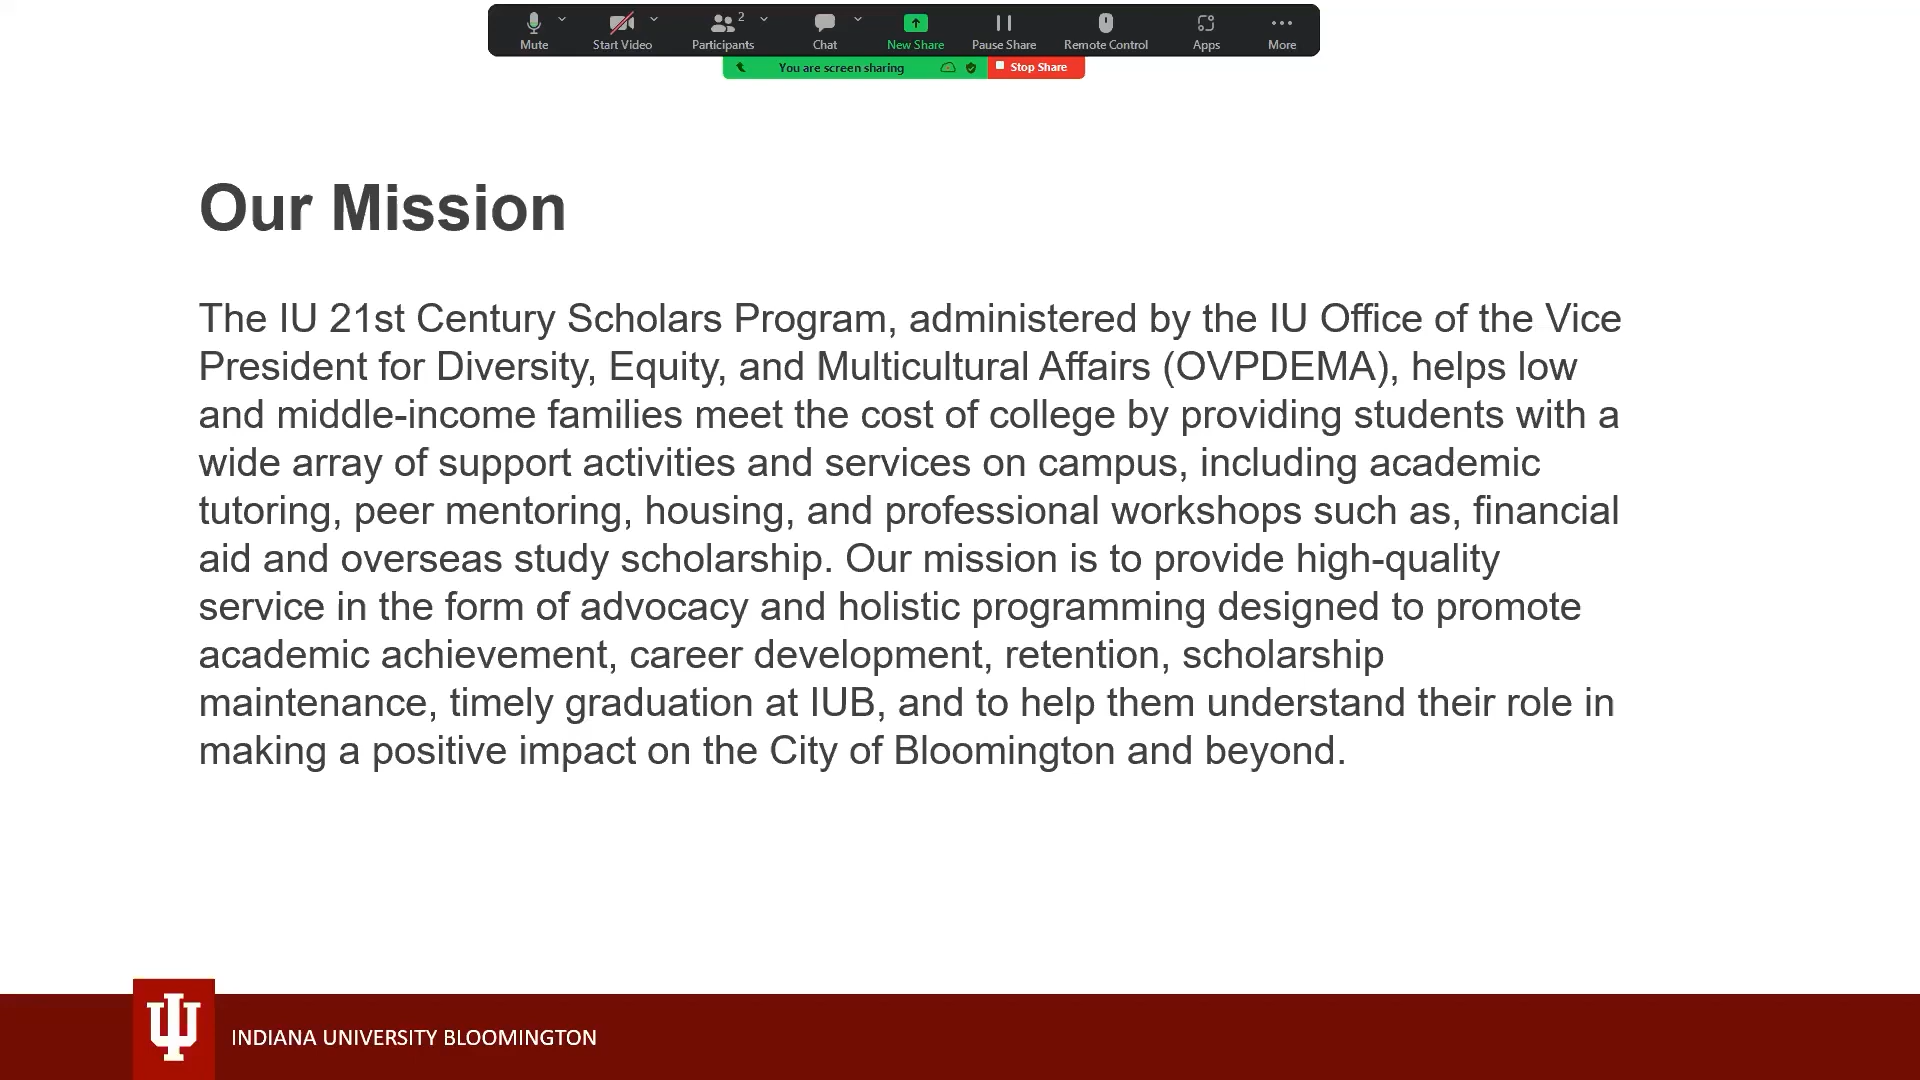 2
Mute Start Video Participants Chat New Share Pause Share Remote Control Apps More
You are screen sharing Stop Share
Our Mission
The IU 21st Century Scholars Program, administered by the IU Office of the Vice
President for Diversity, Equity, and Multicultural Affairs (OVPDEMA), helps low
and middle-income families meet the cost of college by providing students with a
wide array of support activities and services on campus, including academic
tutoring, peer mentoring, housing, and professional workshops such as, financial
aid and overseas study scholarship. Our mission is to provide high-quality
service in the form of advocacy and holistic programming designed to promote
academic achievement, career development, retention, scholarship
maintenance, timely graduation at IUB, and to help them understand their role in
making a positive impact on the City of Bloomington and beyond.
INDIANA UNIVERSITY BLOOMINGTON